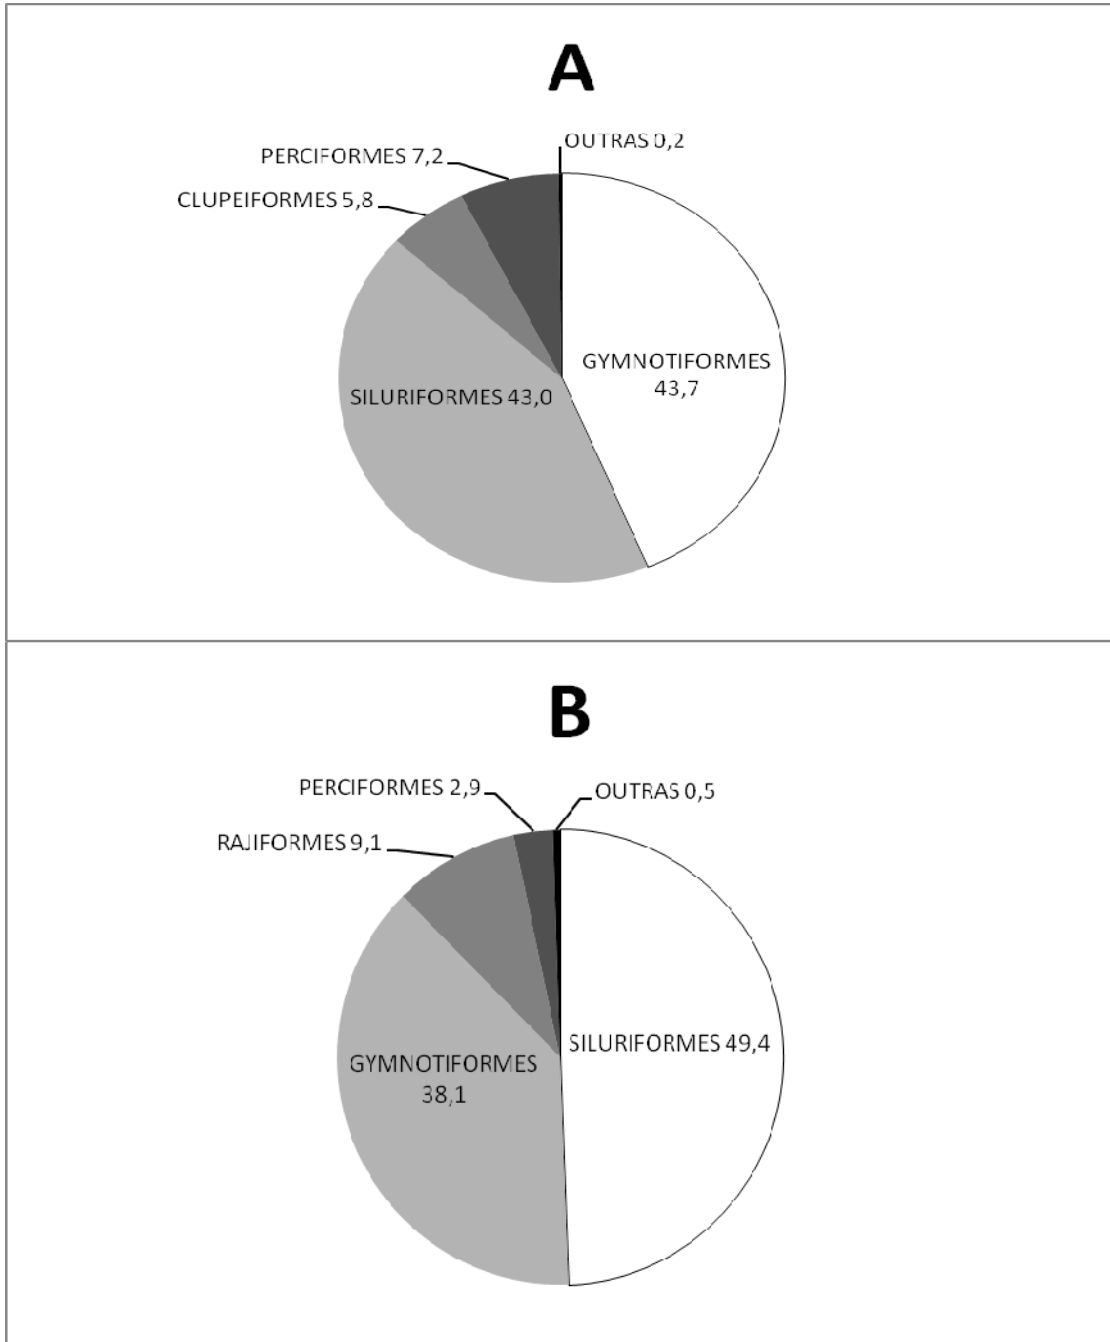 A
OUTRAS 0,2
PERCIFORMES 7,2
CLUPEIFORMES 5,8
GYMNOTIFORMES
43,7
SILURIFORMES 43,0
B
PERCIFORMES 2,9
OUTRAS 0,5
RAJIFORMES 9,1
SILURIFORMES 49,4
GYMNOTIFORMES
38,1